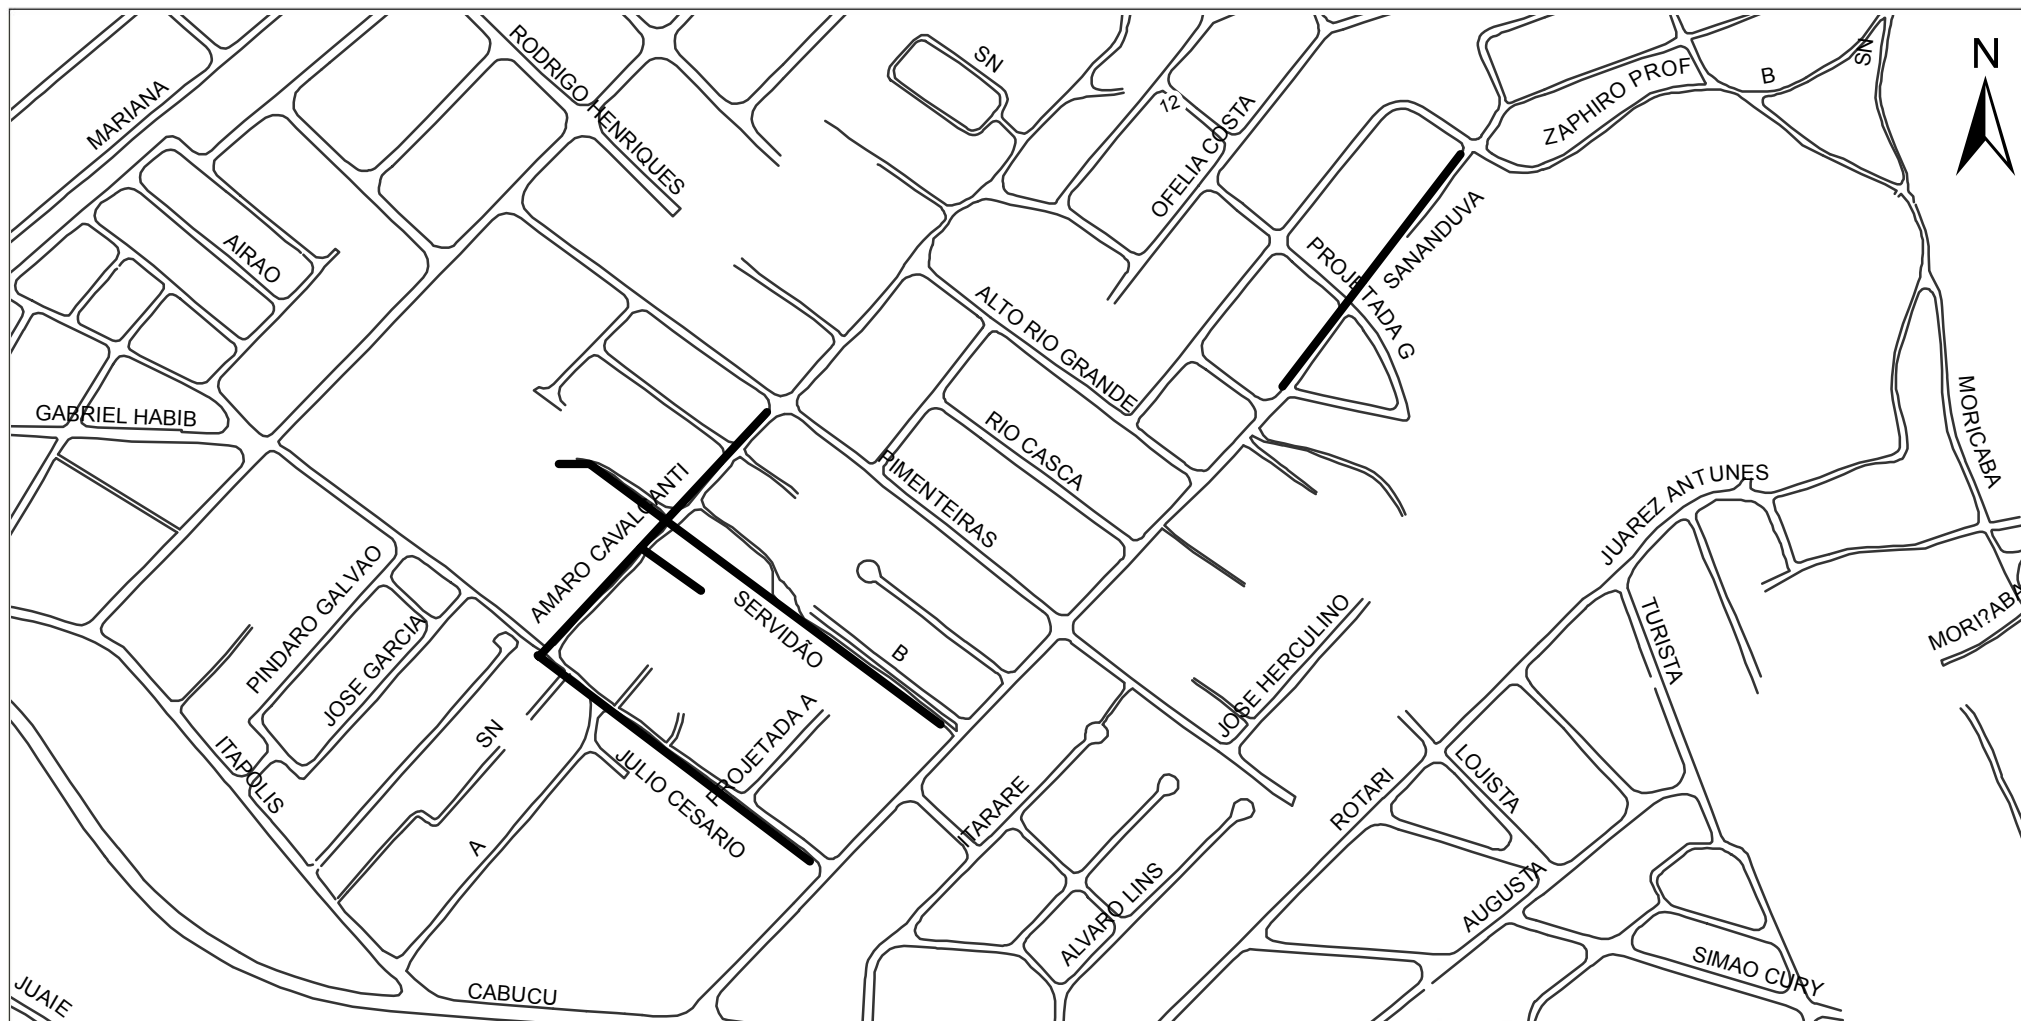 RODRIGO HENRIQUES
SN
SN
N
B
ZAPHIRO PROF
MARIANA
12
OFELIA COSTA
AIRAO
SANANDUVA
PROJETADA G
ALTO RIO GRANDE
GABRIEL HABIB
MORICABA
RIO CASCA
PIMENTEIRAS
JUAREZ ANTUNES
AMARO CAVALCANTI
PINDARO GALVAO
JOSE GARCIA
SERVIDÃO
B
JOSE HERCULINO
TURISTA
MORI?ABA
SN
PROJETADA A
ITAPOLIS
JULIO CESARIO
LOJISTA
ROTARI
ITARARE
A
AUGUSTA
ALVARO LINS
SIMAO CURY
CABUCU
JUAIE